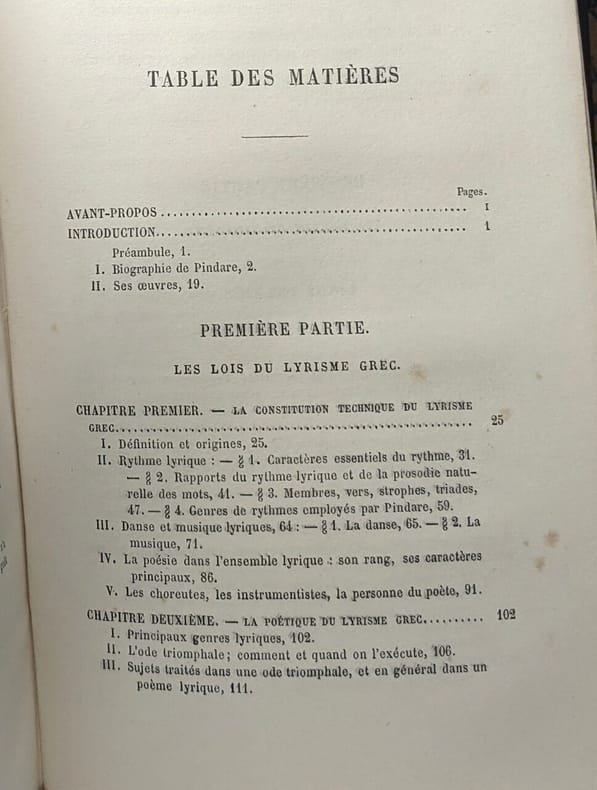 TABLE DES MATIÈRES
Pages.
AVANT-PROPOS .................................................. I
INTRODUCTION.................................................. 1
Préambule, 1.
I. Biographie de Pindare, 2.
II. Ses œuvres, 19.
PREMIÈRE PARTIE.
LES LOIS DU LYRISME GREC.
CHAPITRE PREMIER. — LA CONSTITUTION TECHNIQUE DU LYRISME
GREC.................................................. 25
I. Définition et origines, 25.
II. Rythme lyrique : — § 1. Caractères essentiels du rythme, 31.
— § 2. Rapports du rythme lyrique et de la prosodie natu-
relle des mots, 41. — § 3. Membres, vers, strophes, triades,
47. — § 4. Genres de rythmes employés par Pindare, 59.
III. Danse et musique lyriques, 64 : — § 1. La danse, 65. — § 2. La
musique, 71.
IV. La poésie dans l'ensemble lyrique : son rang, ses caractères
principaux, 86.
V. Les choreutes, les instrumentistes, la personne du poète, 91.
CHAPITRE DEUXIÈME. — LA POÉTIQUE DU LYRISME GREC.......... 102
I. Principaux genres lyriques, 102.
II. L'ode triomphale ; comment et quand on l'exécute, 106.
III. Sujets traités dans une ode triomphale, et en général dans un
poème lyrique, 111.